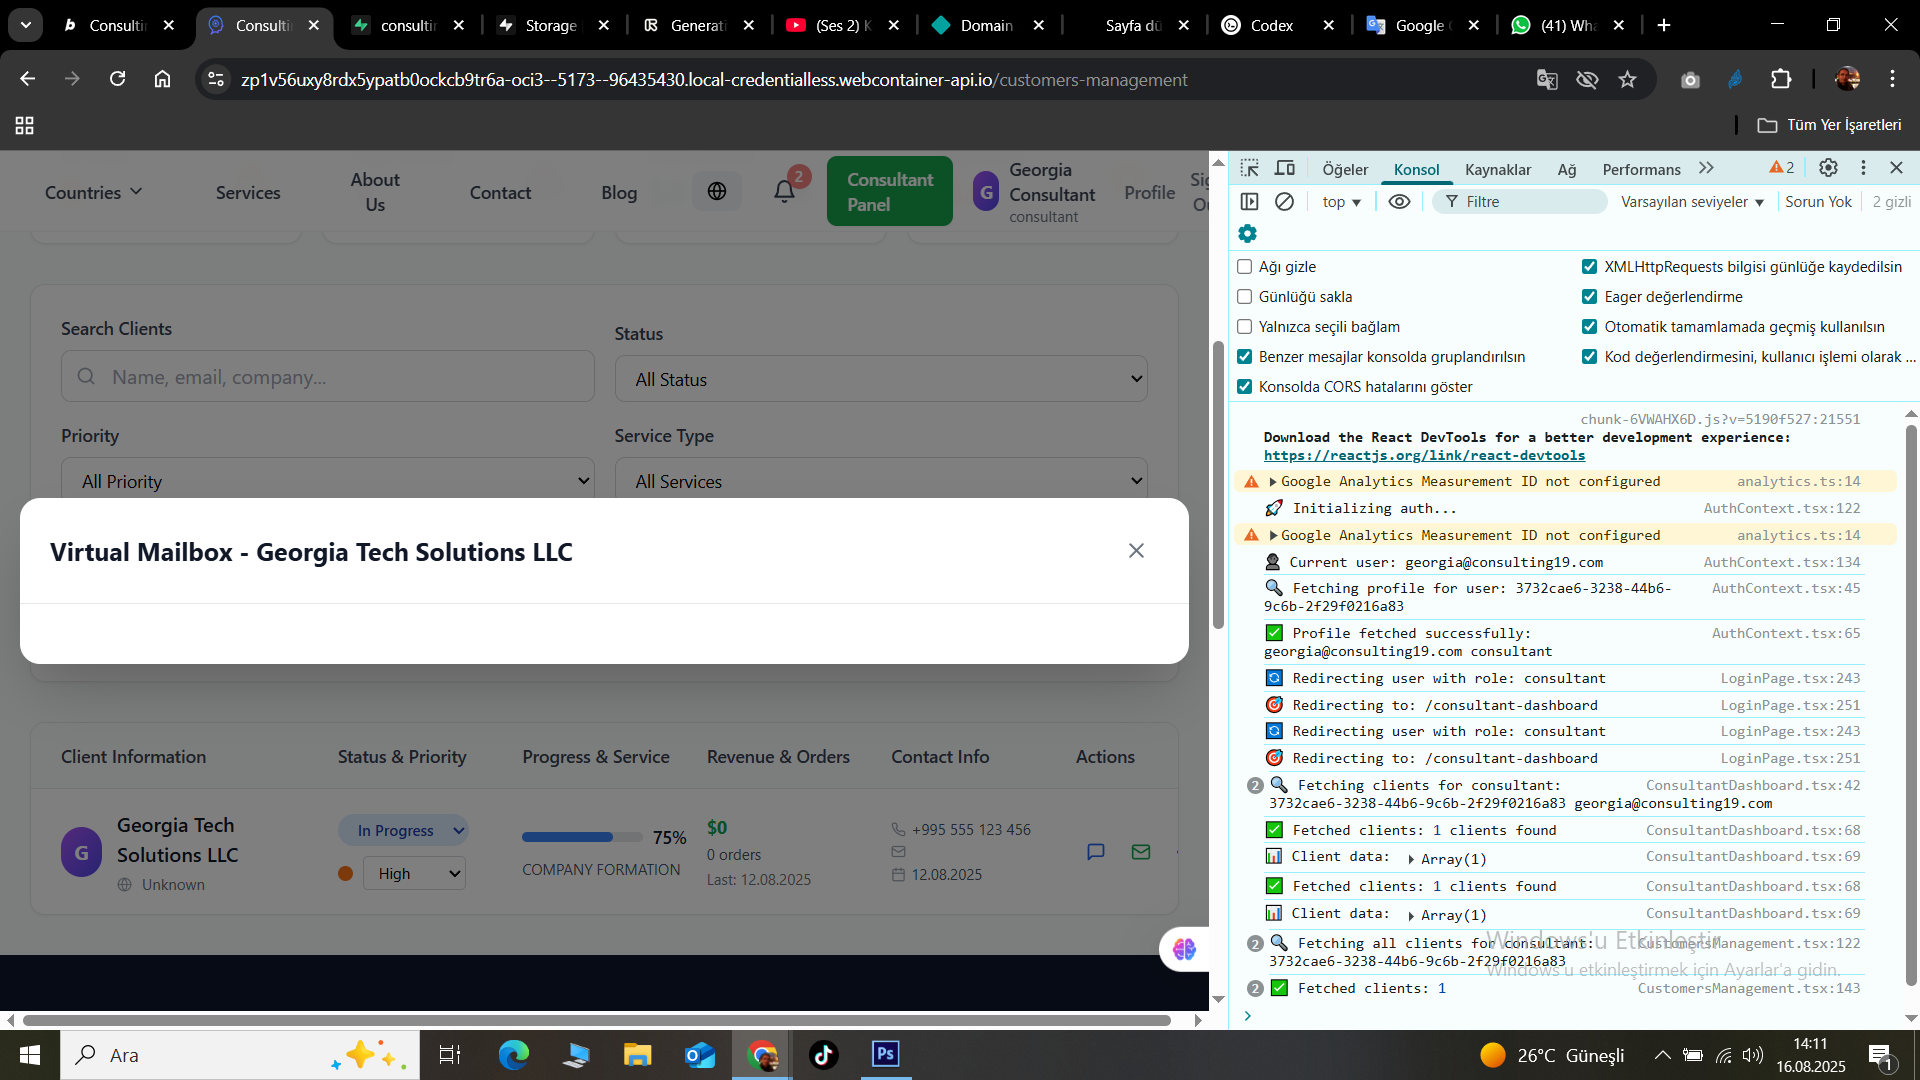 Consultin
Consultin
consultin
Storage
Generati
(Ses 2) K
Domain
Sayfa dü
Codex
Google
(41) Wha
zp1v56uxy8rdx5ypatb0ockcb9tr6a-oci3--5173--96435430.local-credentialless.webcontainer-api.io/customers-management
Tüm Yer İşaretleri
Countries
Services
About Us
Contact
Blog
2
Consultant Panel
G
Georgia Consultant
consultant
Profile
Search Clients
Name, email, company...
Status
All Status
Priority
All Priority
Service Type
All Services
Virtual Mailbox - Georgia Tech Solutions LLC
Client Information
Status & Priority
Progress & Service
Revenue & Orders
Contact Info
Actions
G
Georgia Tech Solutions LLC
Unknown
In Progress
High
75%
COMPANY FORMATION
$0
0 orders
Last: 12.08.2025
+995 555 123 456
12.08.2025
Öğeler Konsol Kaynaklar Ağ Performans
2
top
Filtre
Varsayılan seviyeler
Sorun Yok
2 gizli
Ağı gizle
XMLHttpRequests bilgisi günlüğe kaydedilsin
Günlüğü sakla
Eager değerlendirme
Yalnızca seçili bağlam
Otomatik tamamlamada geçmiş kullanılsın
Benzer mesajlar konsolda gruplandırılsın
Kod değerlendirmesini, kullanıcı işlemi olarak ...
Konsolda CORS hatalarını göster
chunk-6VWAHX6D.js?v=5190f527:21551
Download the React DevTools for a better development experience:
https://reactjs.org/link/react-devtools
Google Analytics Measurement ID not configured analytics.ts:14
🚀 Initializing auth... AuthContext.tsx:122
Google Analytics Measurement ID not configured analytics.ts:14
👤 Current user: georgia@consulting19.com AuthContext.tsx:134
🔍 Fetching profile for user: 3732cae6-3238-44b6- AuthContext.tsx:45
9c6b-2f29f0216a83
✅ Profile fetched successfully: AuthContext.tsx:65
georgia@consulting19.com consultant
🔄 Redirecting user with role: consultant LoginPage.tsx:243
🎯 Redirecting to: /consultant-dashboard LoginPage.tsx:251
🔄 Redirecting user with role: consultant LoginPage.tsx:243
🎯 Redirecting to: /consultant-dashboard LoginPage.tsx:251
2 🔍 Fetching clients for consultant: ConsultantDashboard.tsx:42
3732cae6-3238-44b6-9c6b-2f29f0216a83 georgia@consulting19.com
✅ Fetched clients: 1 clients found ConsultantDashboard.tsx:68
📊 Client data: Array(1) ConsultantDashboard.tsx:69
✅ Fetched clients: 1 clients found ConsultantDashboard.tsx:68
📊 Client data: Array(1) ConsultantDashboard.tsx:69
2 🔍 Fetching all clients for consultant: CustomersManagement.tsx:122
3732cae6-3238-44b6-9c6b-2f29f0216a83
2 ✅ Fetched clients: 1 CustomersManagement.tsx:143
Windows'u Etkinleştir
Windows'u etkinleştirmek için Ayarlar'a gidin.
Ara
Ps
26°C Güneşli
14:11
16.08.2025
1